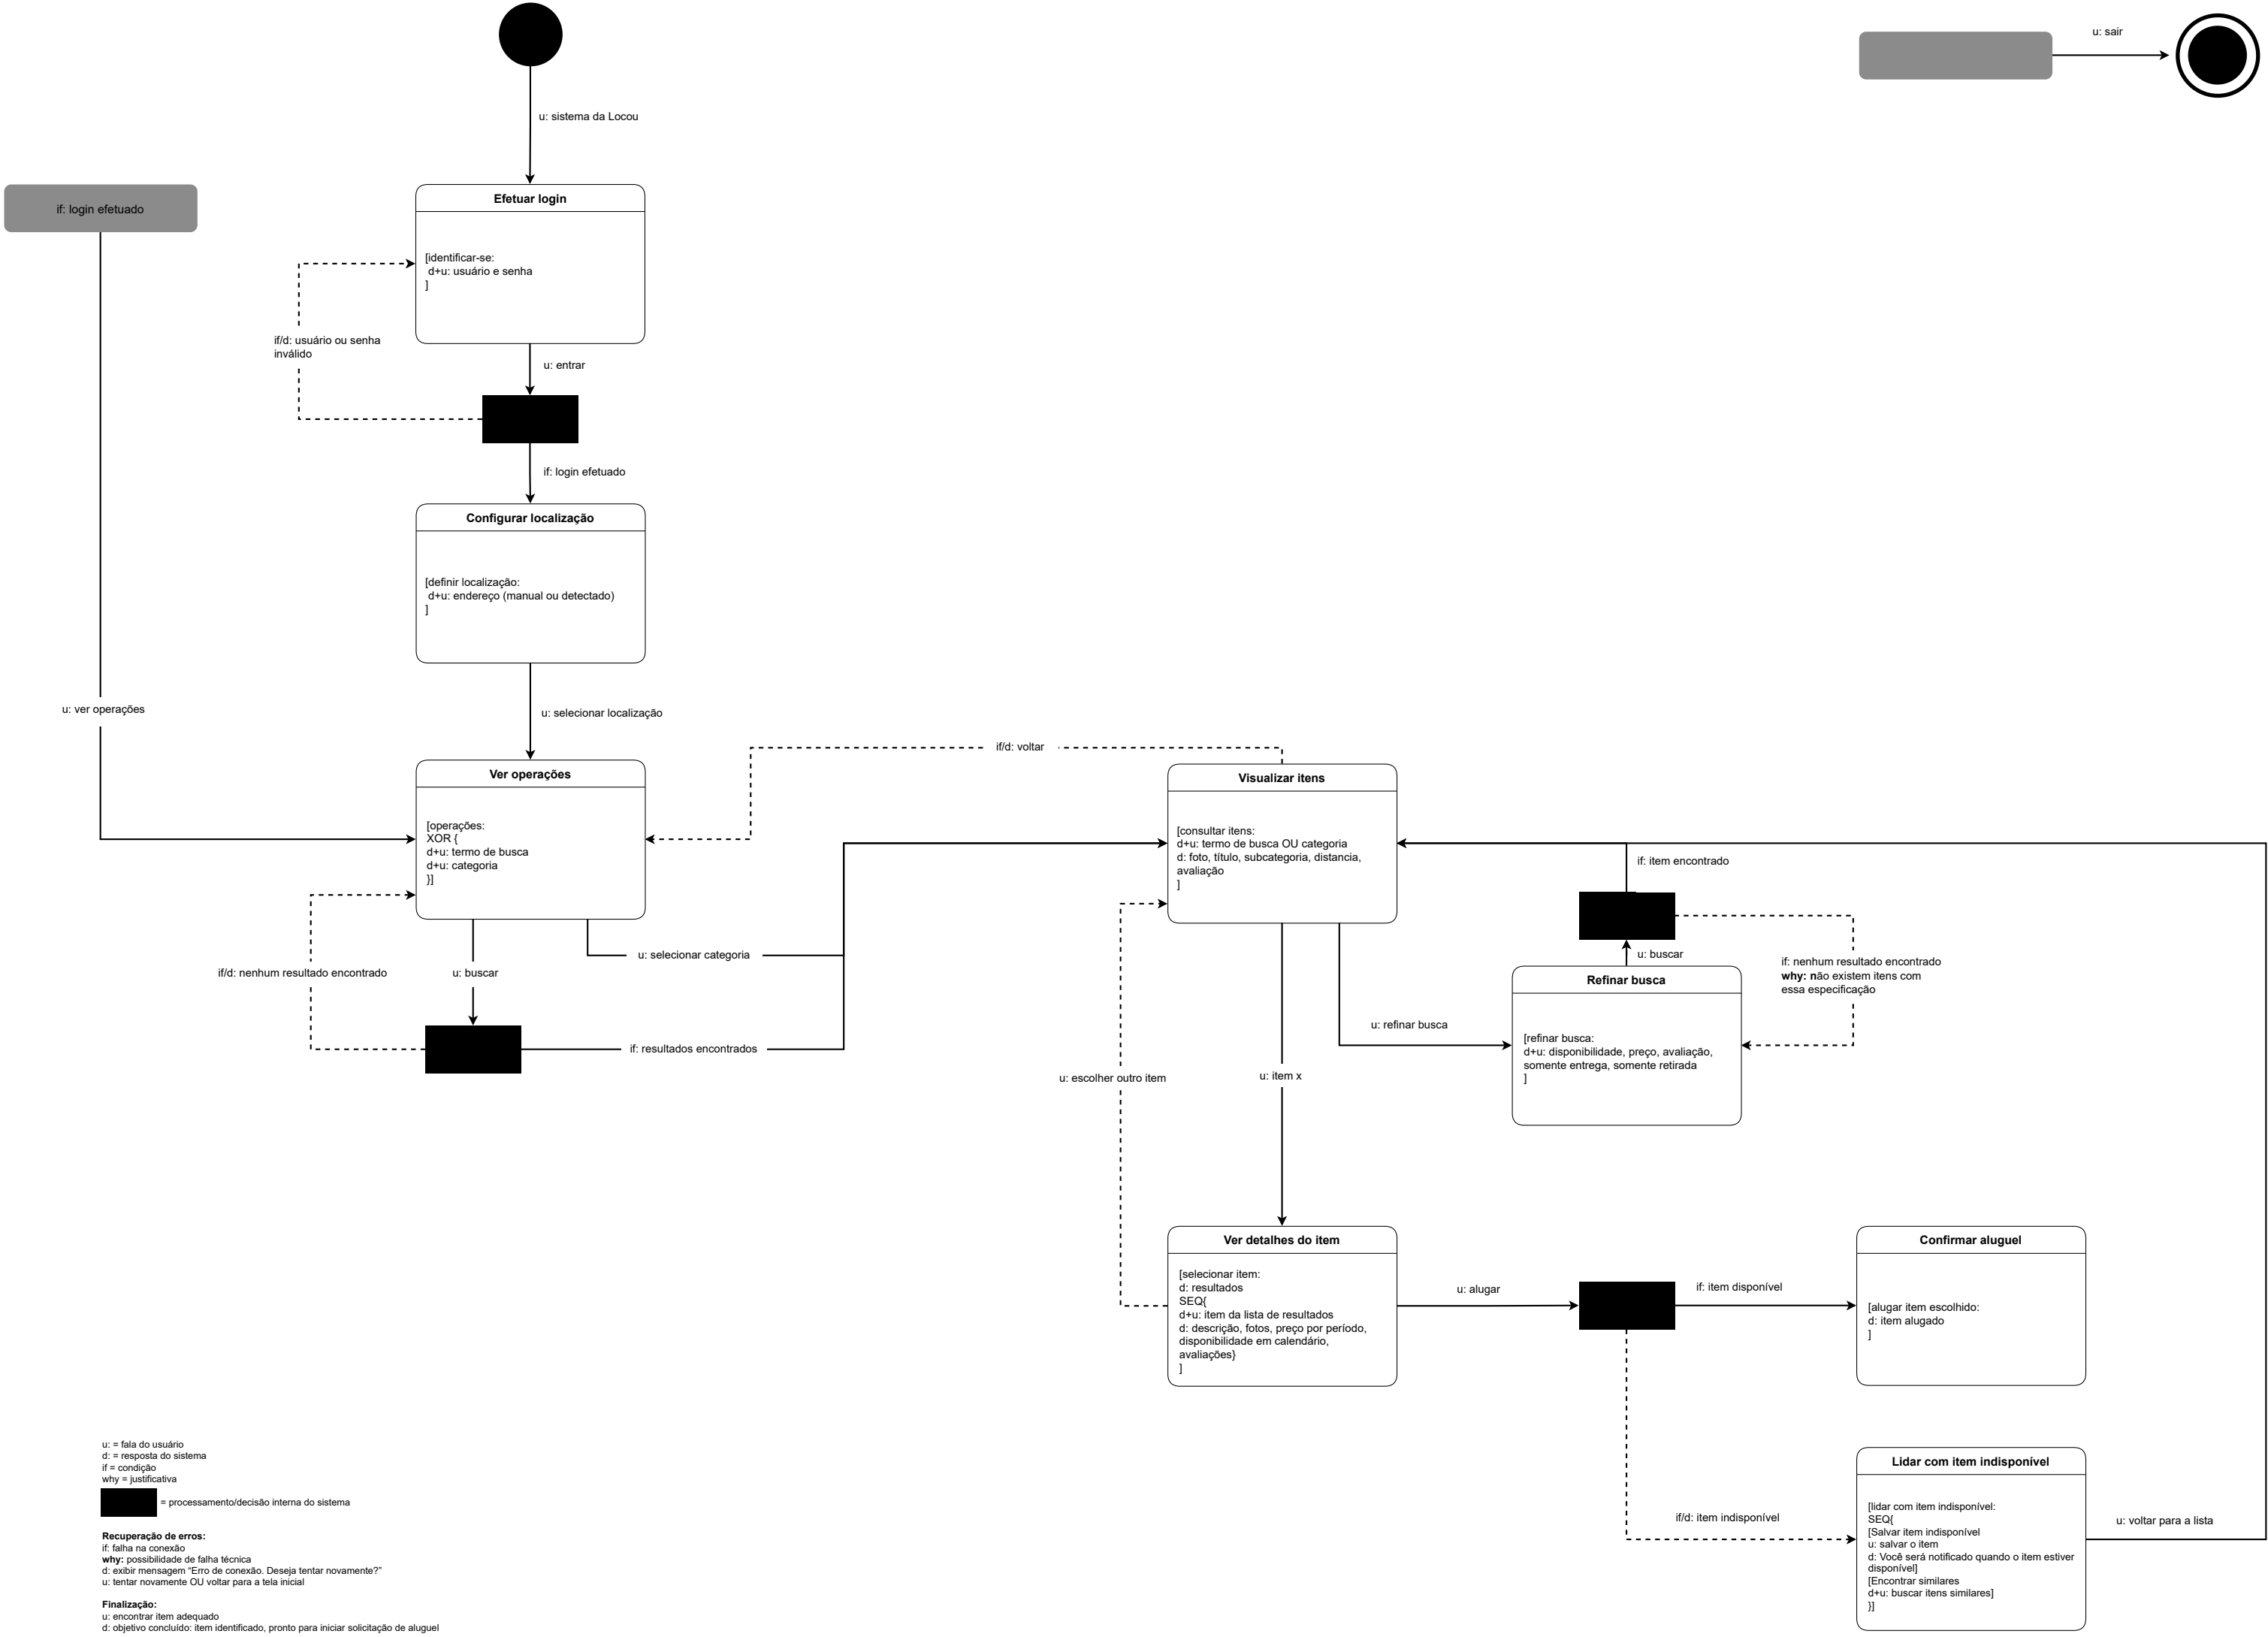 u: sair
u: sistema da Locou
if: login efetuado
Efetuar login
[identificar-se:
d+u: usuário e senha
]
if/d: usuário ou senha
inválido
u: entrar
if: login efetuado
Configurar localização
[definir localização:
d+u: endereço (manual ou detectado)
]
u: ver operações
u: selecionar localização
if/d: voltar
Ver operações
[operações:
XOR {
d+u: termo de busca
d+u: categoria
}]
Visualizar itens
[consultar itens:
d+u: termo de busca OU categoria
d: foto, título, subcategoria, distancia,
avaliação
]
if: item encontrado
u: selecionar categoria
if/d: nenhum resultado encontrado
u: buscar
u: buscar
if: nenhum resultado encontrado
why: não existem itens com
essa especificação
Refinar busca
[refinar busca:
d+u: disponibilidade, preço, avaliação,
somente entrega, somente retirada
]
u: refinar busca
if: resultados encontrados
u: escolher outro item
u: item x
Ver detalhes do item
[selecionar item:
d: resultados
SEQ{
d+u: item da lista de resultados
d: descrição, fotos, preço por período,
disponibilidade em calendário,
avaliações}
]
u: alugar
if: item disponível
Confirmar aluguel
[alugar item escolhido:
d: item alugado
]
if/d: item indisponível
Lidar com item indisponível
[lidar com item indisponível:
SEQ{
[Salvar item indisponível
u: salvar o item
d: Você será notificado quando o item estiver
disponível]
[Encontrar similares
d+u: buscar itens similares]
}]
u: voltar para a lista
u: = fala do usuário
d: = resposta do sistema
if = condição
why = justificativa
= processamento/decisão interna do sistema
Recuperação de erros:
if: falha na conexão
why: possibilidade de falha técnica
d: exibir mensagem “Erro de conexão. Deseja tentar novamente?”
u: tentar novamente OU voltar para a tela inicial
Finalização:
u: encontrar item adequado
d: objetivo concluído: item identificado, pronto para iniciar solicitação de aluguel